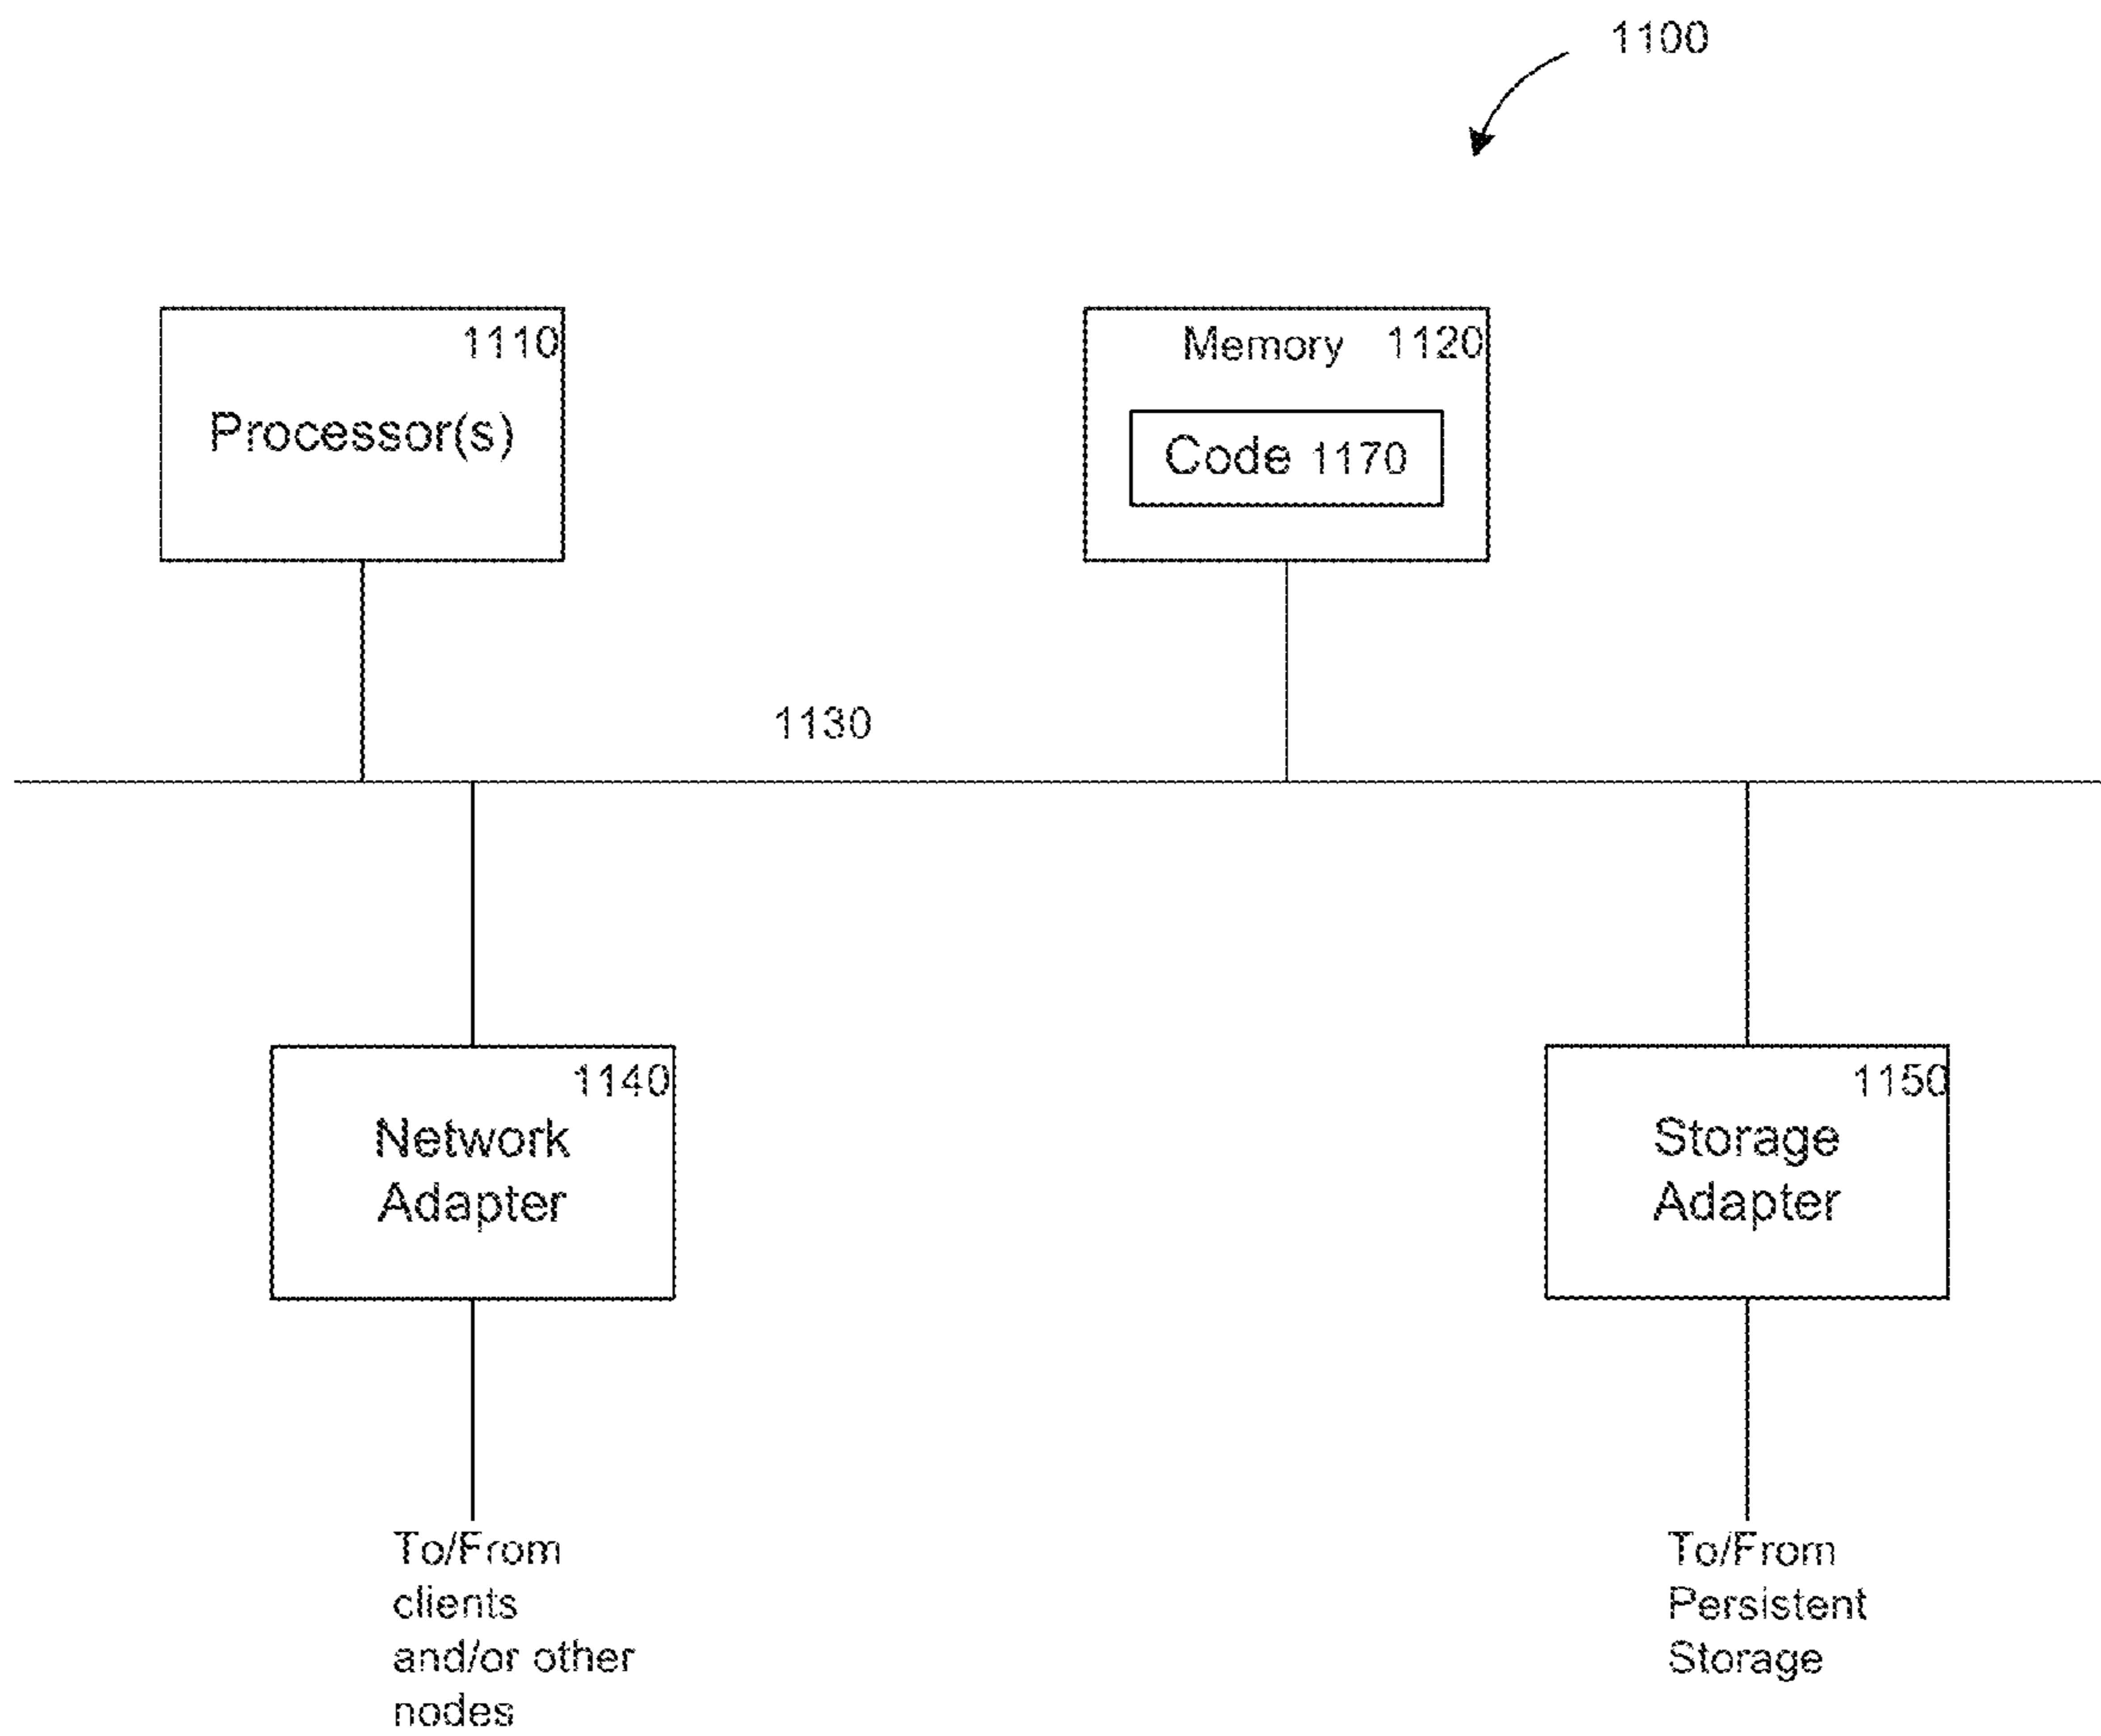 1100
1110
Processor(s)
Memory 1120
Code 1170
1130
1140
Network
Adapter
1150
Storage
Adapter
To/From
clients
and/or other
nodes
To/From
Persistent
Storage